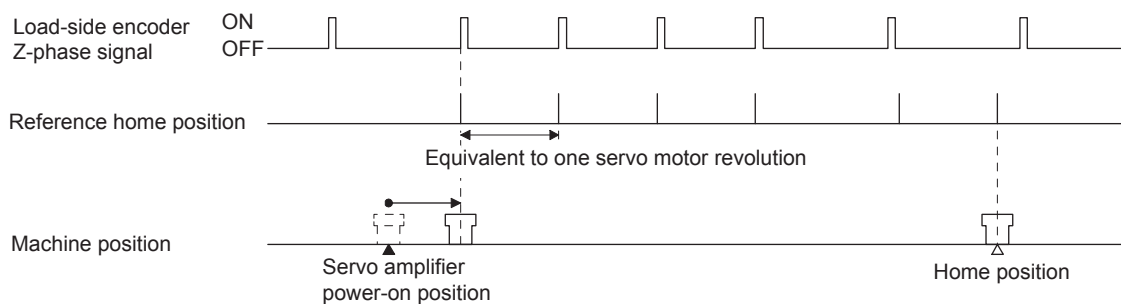 Load-side encoder ON
Z-phase signal OFF
Reference home position
Equivalent to one servo motor revolution
Machine position
Servo amplifier
power-on position
Home position